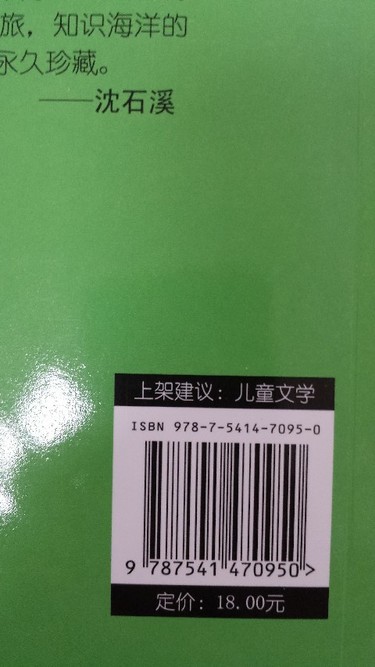 旅，知识海洋的
永久珍藏。
——沈石溪
上架建议：儿童文学
ISBN 978-7-5414-7095-0
9 787541 470950 >
定价：18.00元